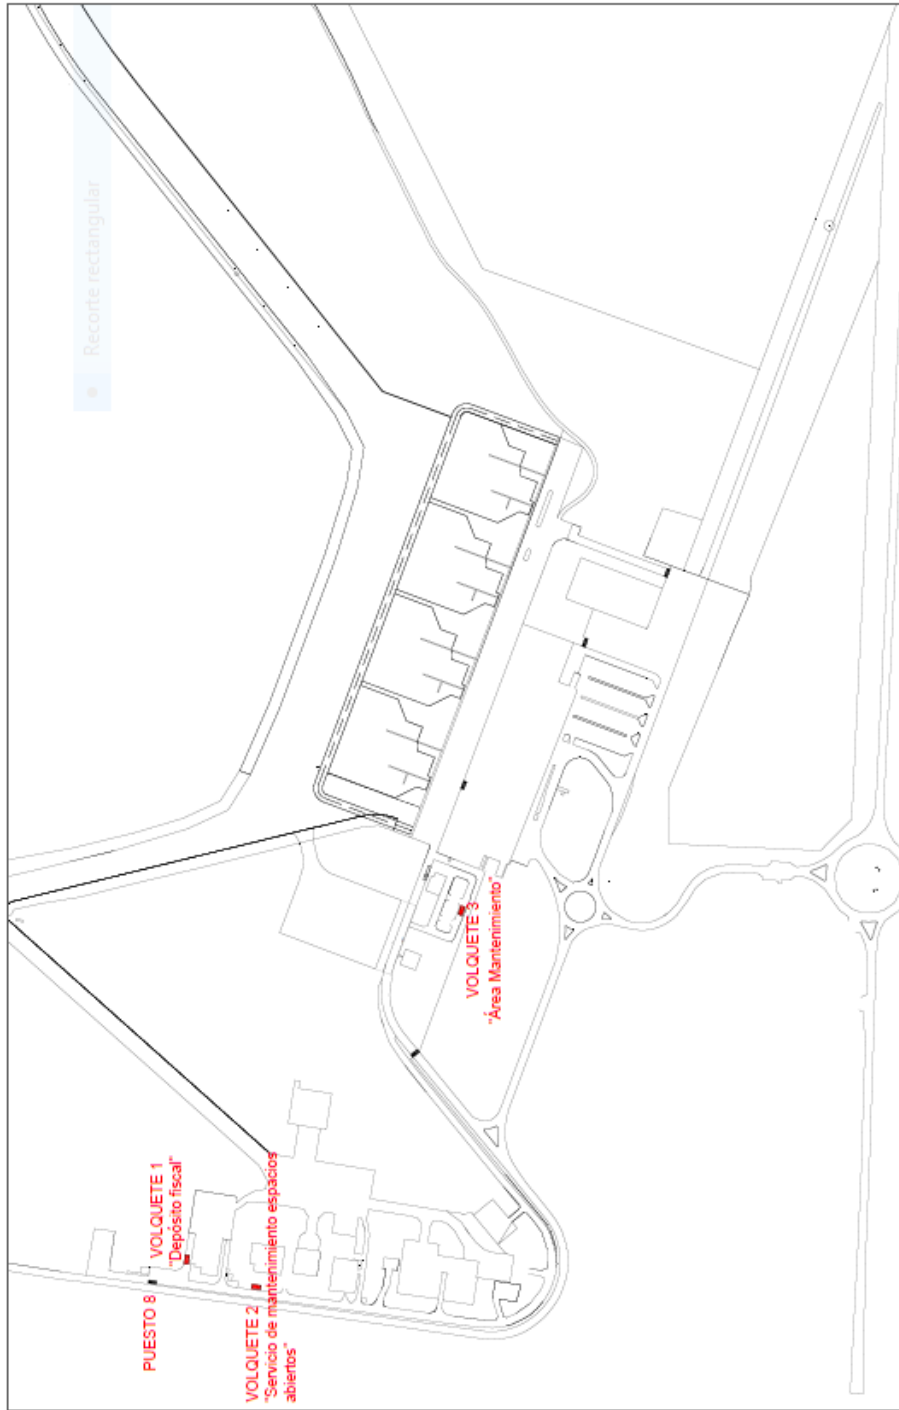 Recorte rectangular
PUESTO 8
VOLQUETE 1
"Depósito fiscal"
VOLQUETE 2
"Servicio de mantenimiento espacios
abiertos"
VOLQUETE 3
"Área Mantenimiento"